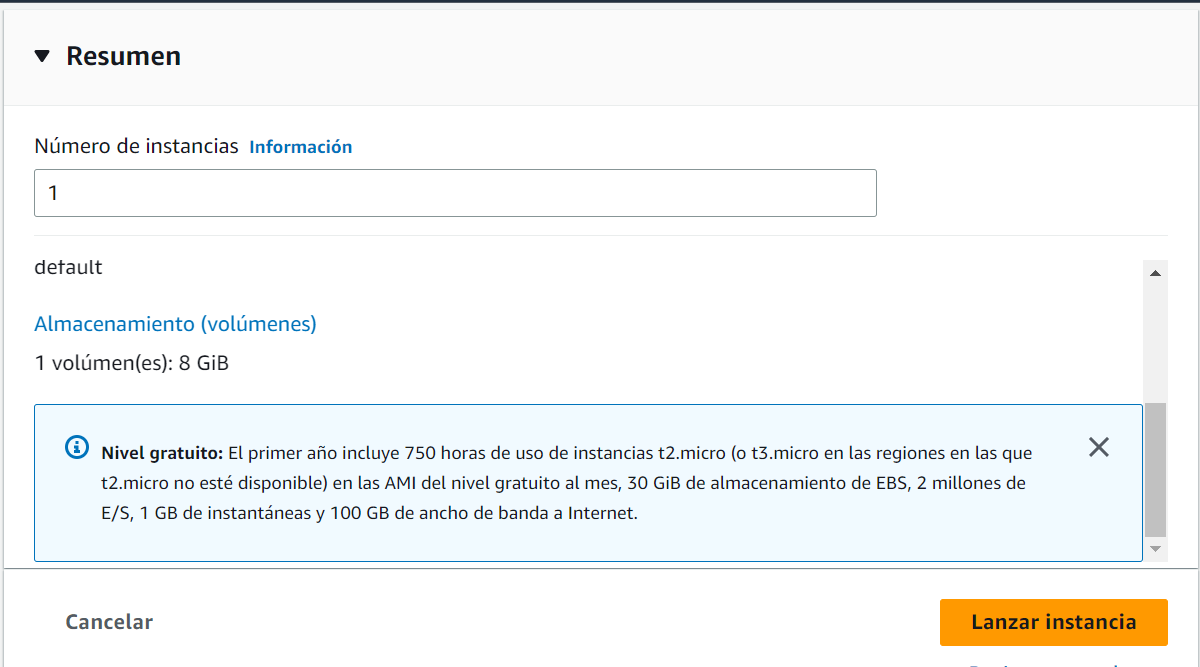 Resumen
Número de instancias Información
1
default
Almacenamiento (volúmenes)
1 volúmen(es): 8 GiB
Nivel gratuito: El primer año incluye 750 horas de uso de instancias t2.micro (o t3.micro en las regiones en las que
t2.micro no esté disponible) en las AMI del nivel gratuito al mes, 30 GiB de almacenamiento de EBS, 2 millones de
E/S, 1 GB de instantáneas y 100 GB de ancho de banda a Internet.
Cancelar
Lanzar instancia